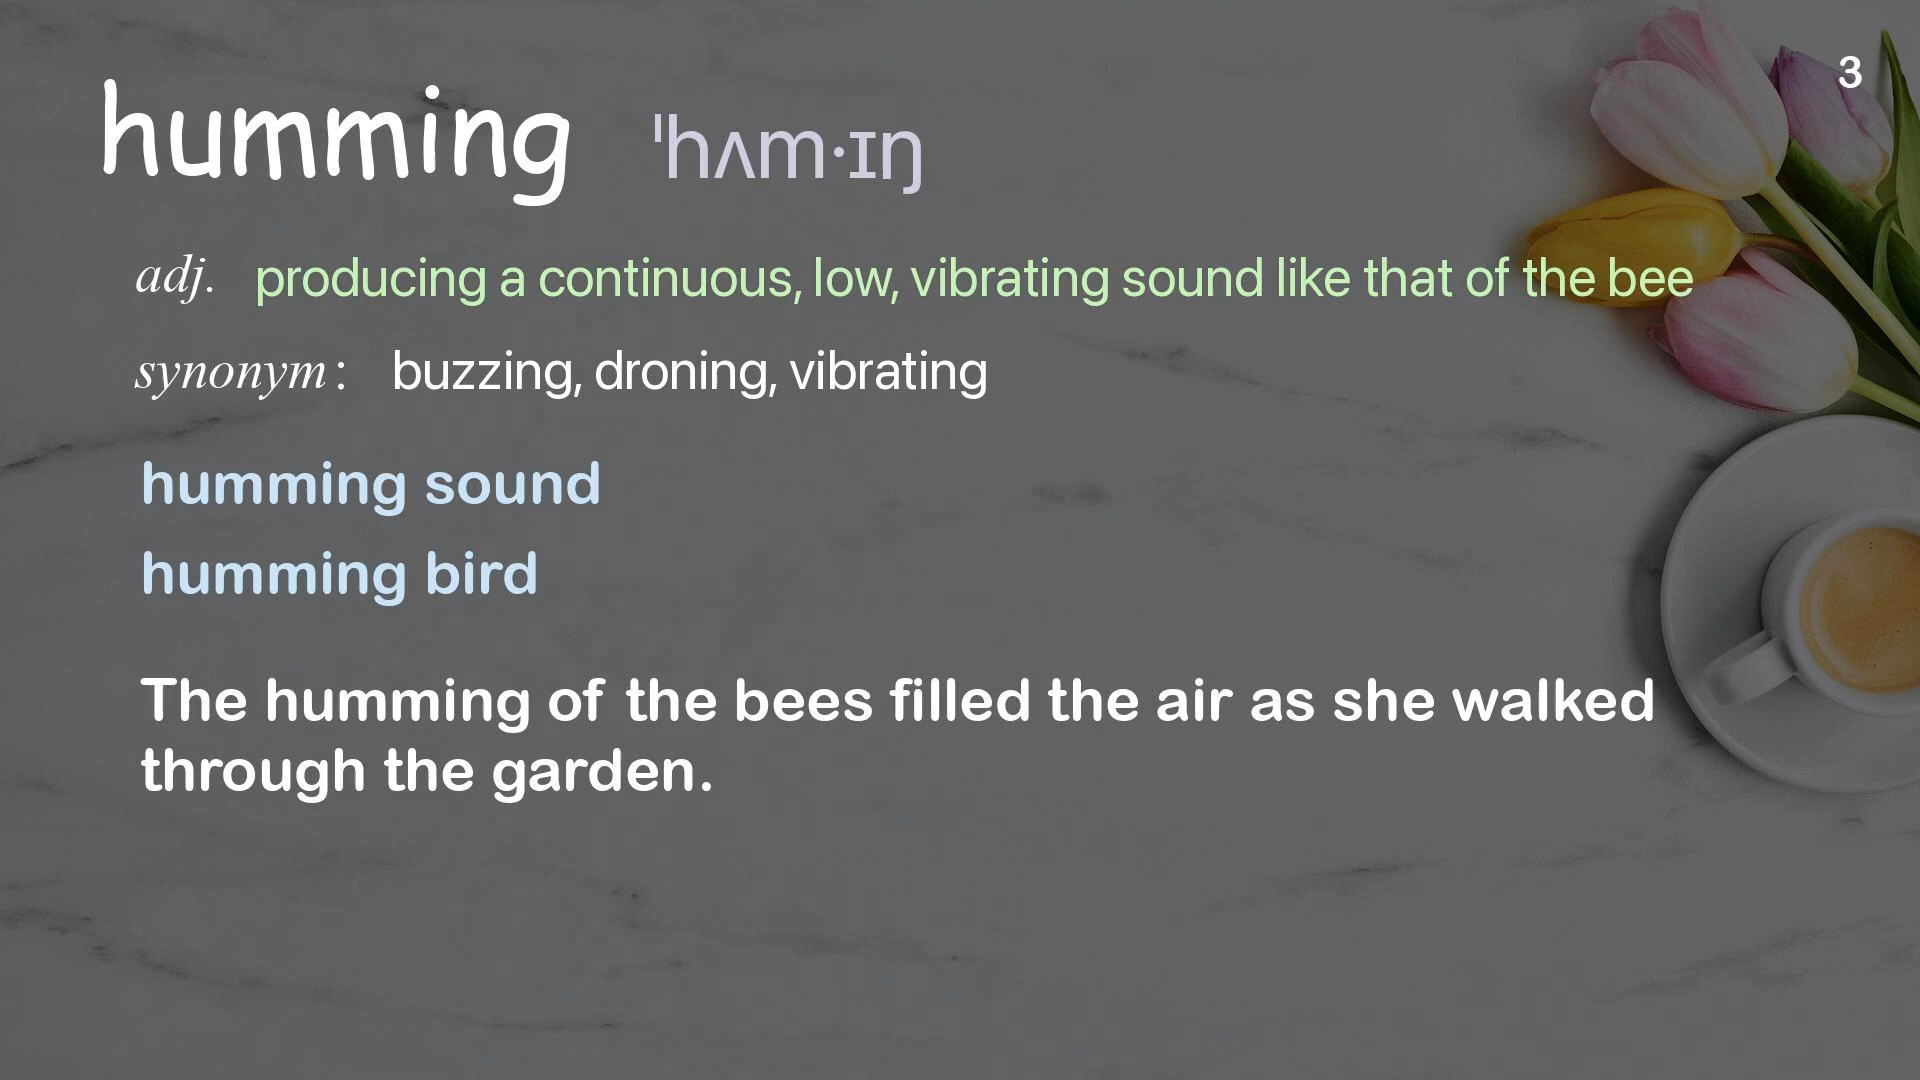 3
humming ˈhʌm·ɪŋ
adj. producing a continuous, low, vibrating sound like that of the bee
synonym: buzzing, droning, vibrating
humming sound
humming bird
The humming of the bees filled the air as she walked
through the garden.